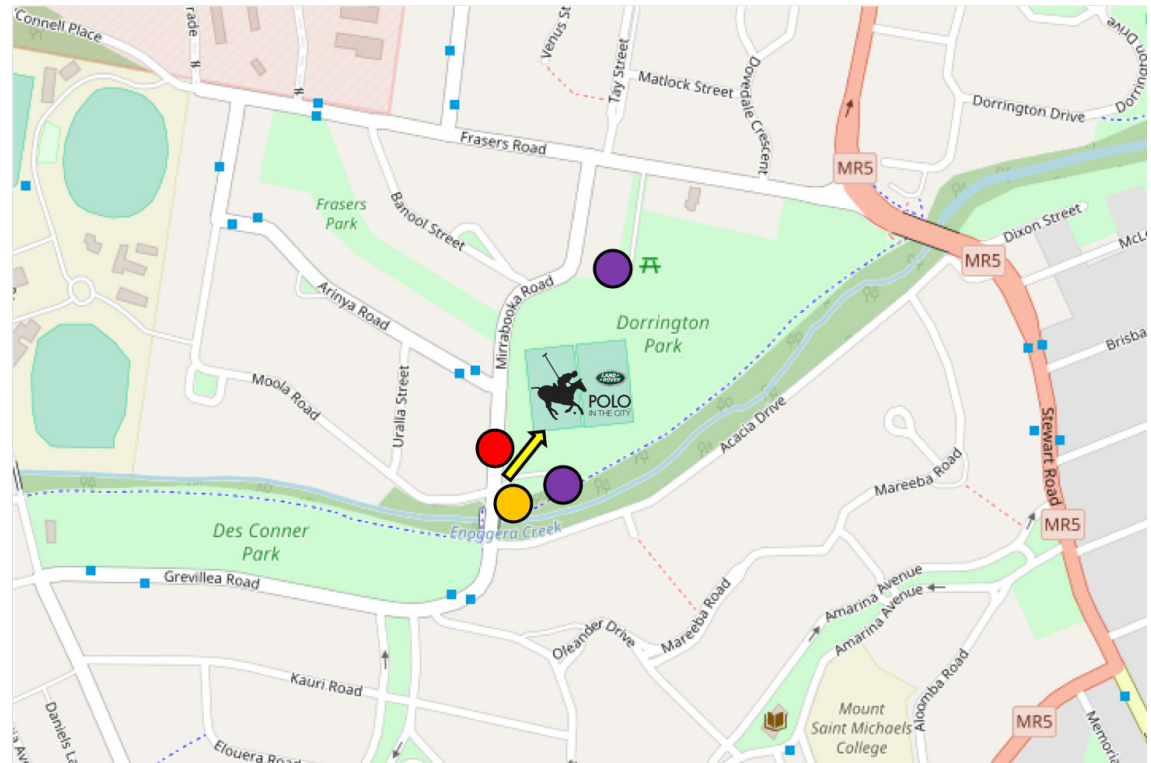 Connell Place
rade
Venus St
Tay Street
Matlock Street
Dovedale Crescent
Dorrington Drive
Dorrington Drive
Dorrington
MR5
Frasers Road
Frasers
Park
Banool Street
Dixon Street
McL
MR5
Arinya Road
Mirrabooka Road
Dorrington
Park
Brisba
LAND
ROVER
POLO
IN THE CITY
Moola Road
Uralla Street
Acacia Drive
Stewart Road
Mareeba Road
Des Conner
Park
Enoggera Creek
MR5
Grevillea Road
Amarina Avenue
Amarina Avenue
Mareeba Road
Oleander Drive
Kauri Road
Aloomba Road
Daniels La
Elouera Road
Mount
Saint Michaels
College
MR5
Memoria